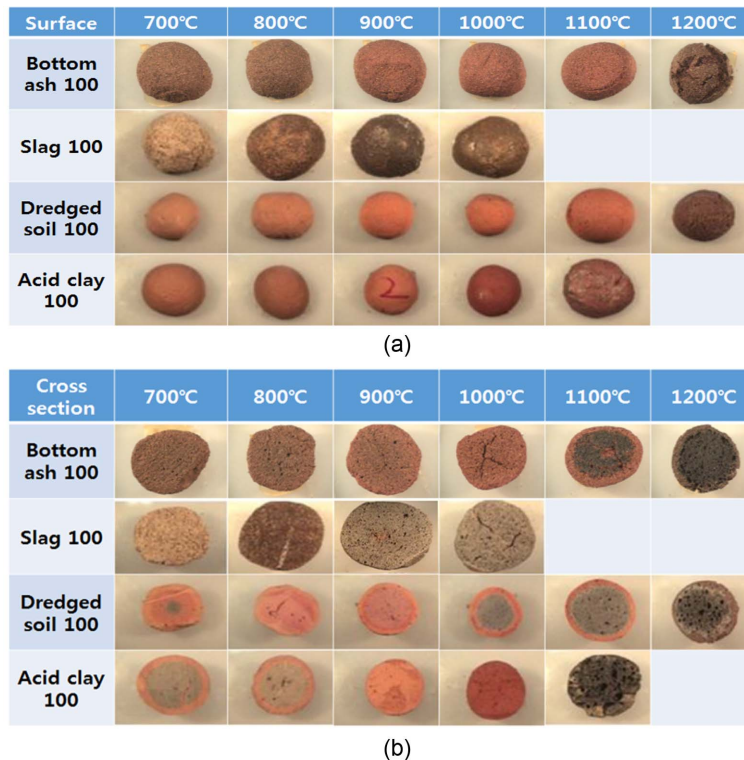 Surface 700℃ 800℃ 900℃ 1000℃ 1100℃ 1200℃
Bottom
ash 100
Slag 100
Dredged
soil 100
Acid clay
100
2
(a)
Cross
section
700℃ 800℃ 900℃ 1000℃ 1100℃ 1200℃
Bottom
ash 100
Slag 100
Dredged
soil 100
Acid clay
100
(b)